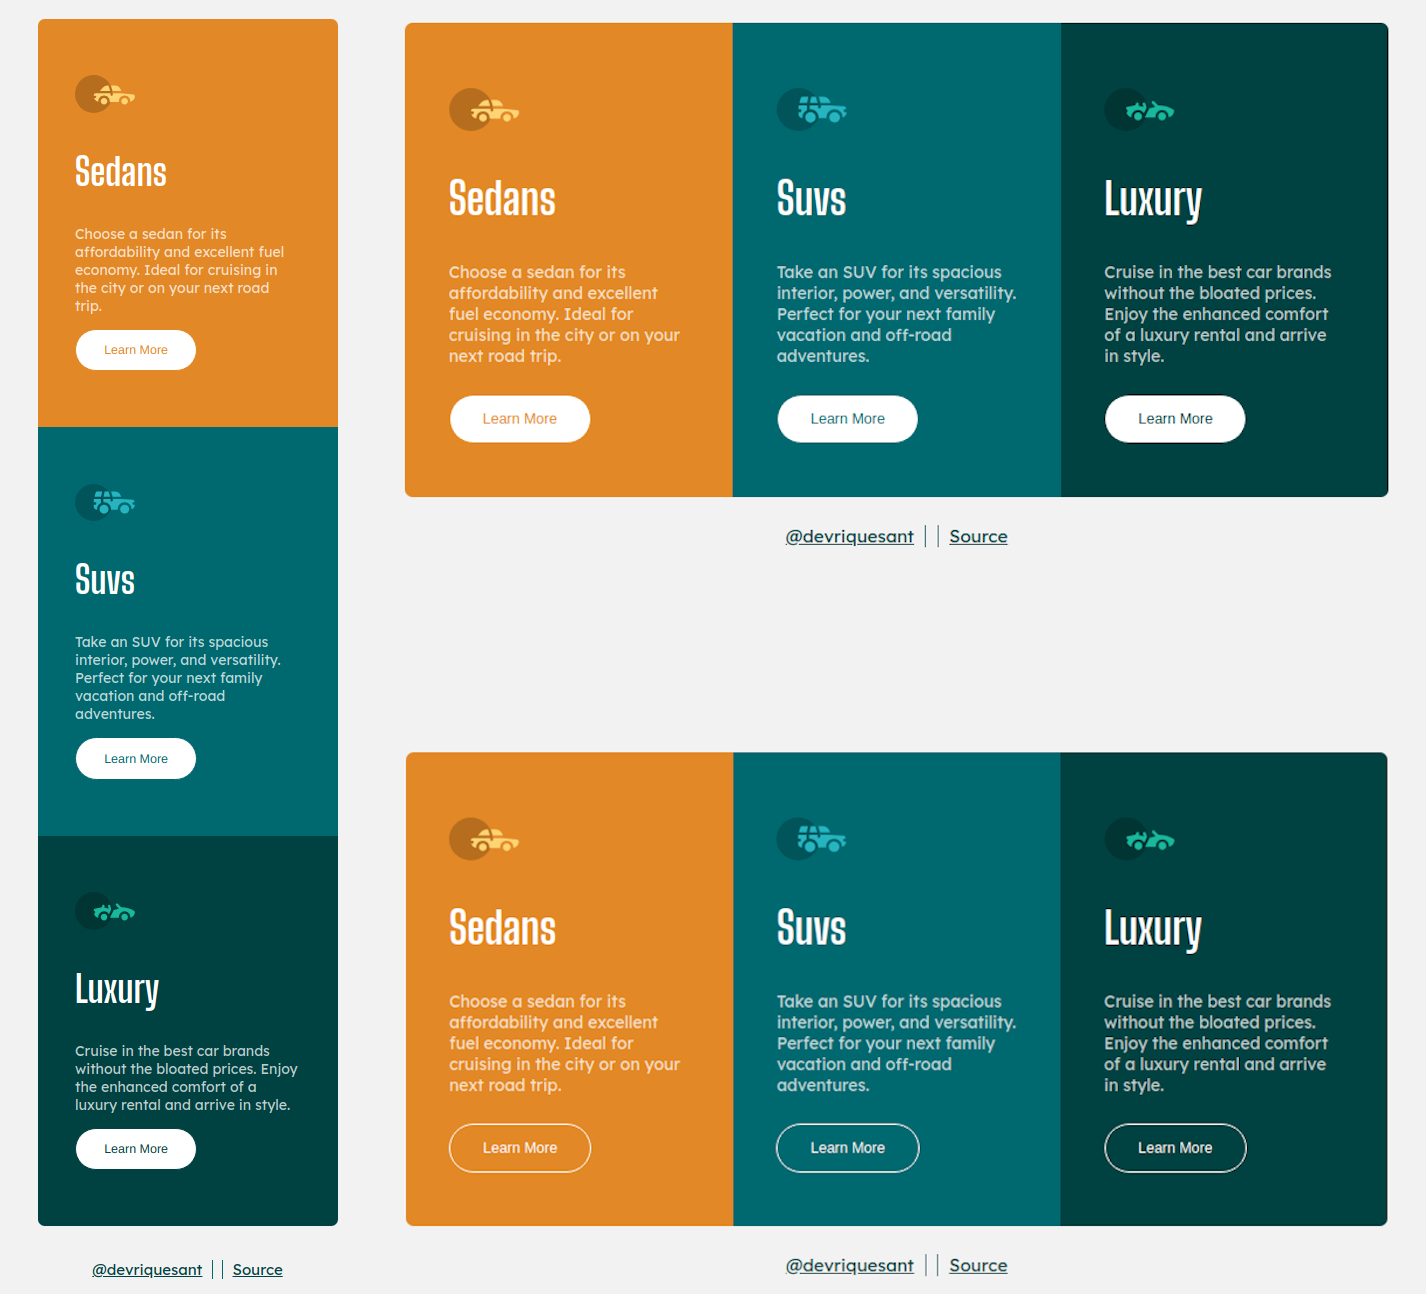 Sedans
Choose a sedan for its
affordability and excellent fuel
economy. Ideal for cruising in
the city or on your next road
trip.
Learn More
Suvs
Take an SUV for its spacious
interior, power, and versatility.
Perfect for your next family
vacation and off-road
adventures.
Learn More
Luxury
Cruise in the best car brands
without the bloated prices. Enjoy
the enhanced comfort of a
luxury rental and arrive in style.
Learn More
@devriquesant || Source
Sedans
Choose a sedan for its
affordability and excellent
fuel economy. Ideal for
cruising in the city or on your
next road trip.
Learn More
Suvs
Take an SUV for its spacious
interior, power, and versatility.
Perfect for your next family
vacation and off-road
adventures.
Learn More
Luxury
Cruise in the best car brands
without the bloated prices.
Enjoy the enhanced comfort
of a luxury rental and arrive
in style.
Learn More
@devriquesant || Source
Sedans
Choose a sedan for its
affordability and excellent
fuel economy. Ideal for
cruising in the city or on your
next road trip.
Learn More
Suvs
Take an SUV for its spacious
interior, power, and versatility.
Perfect for your next family
vacation and off-road
adventures.
Learn More
Luxury
Cruise in the best car brands
without the bloated prices.
Enjoy the enhanced comfort
of a luxury rental and arrive
in style.
Learn More
@devriquesant || Source